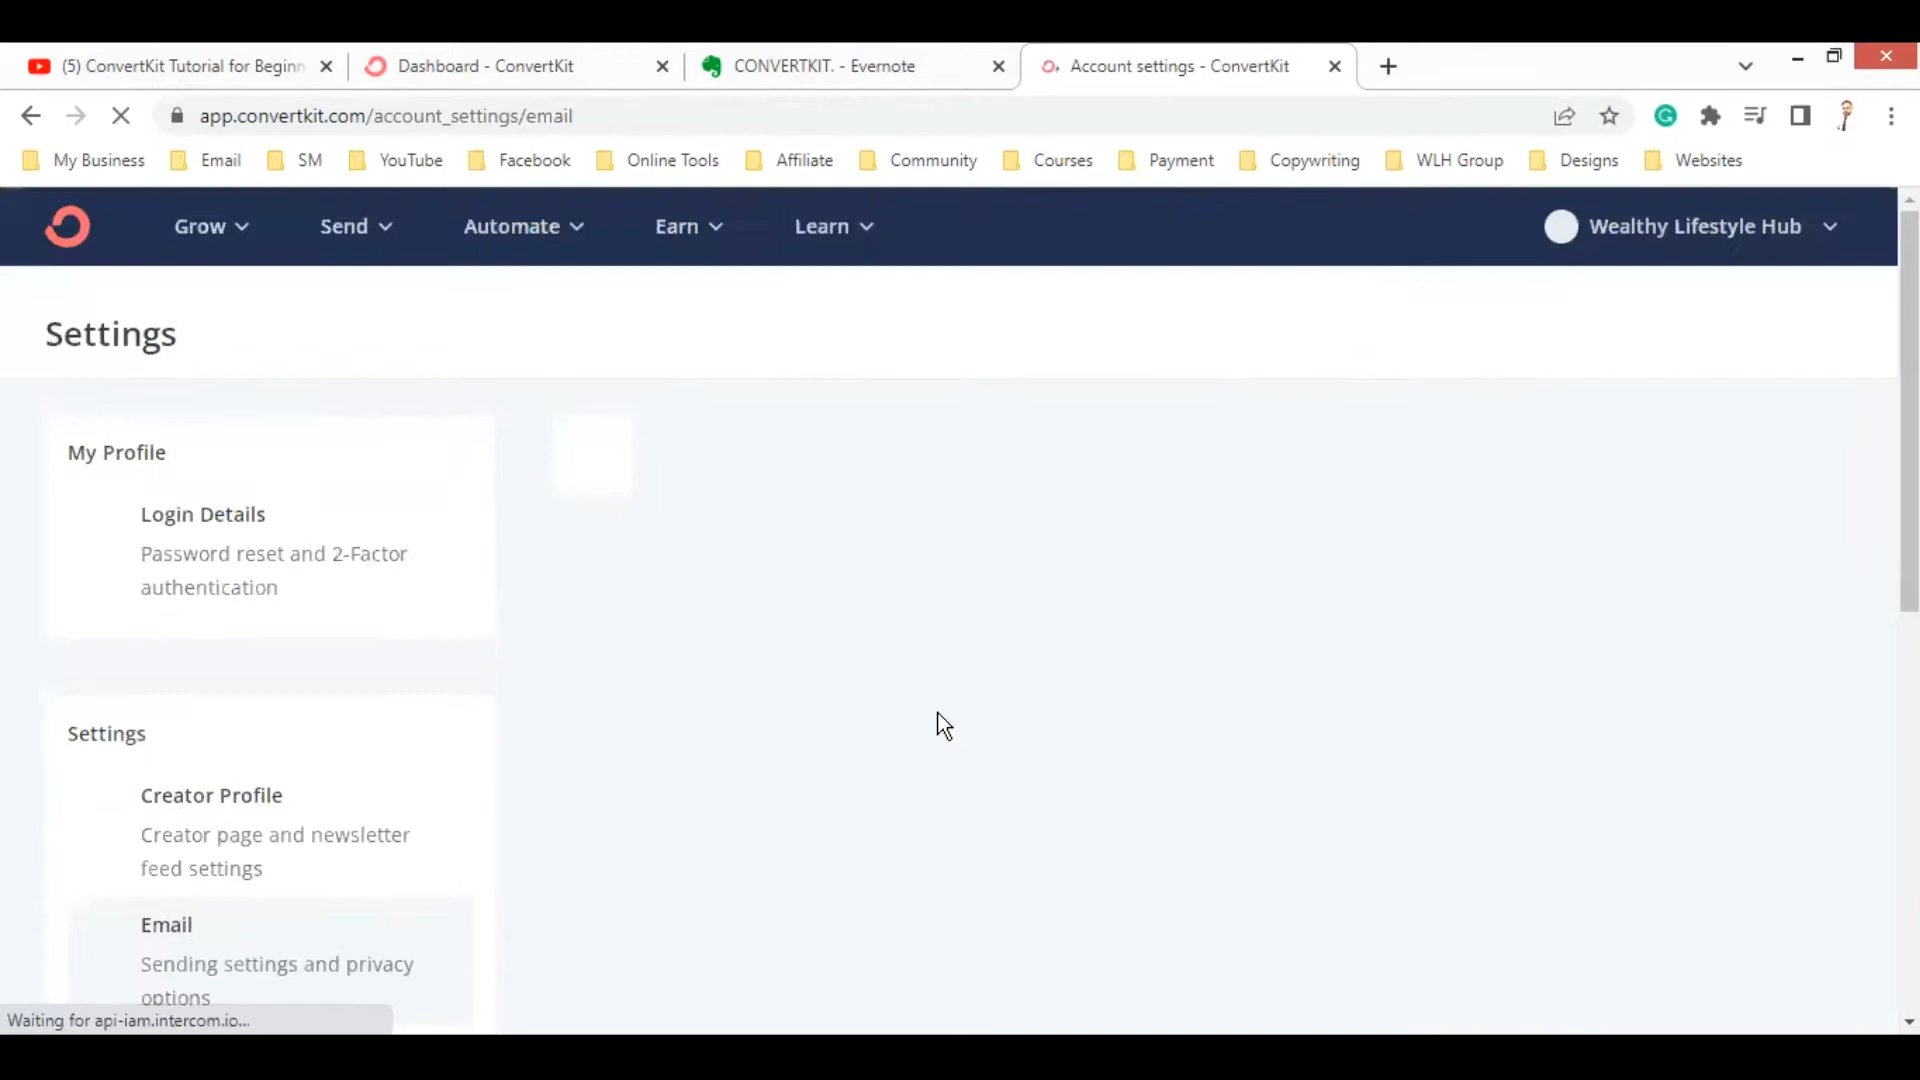 (5) ConvertKit Tutorial for Beginn
Dashboard - ConvertKit
CONVERTKIT. - Evernote
Account settings - ConvertKit
app.convertkit.com/account_settings/email
My Business
Email
SM
YouTube
Facebook
Online Tools
Affiliate
Community
Courses
Payment
Copywriting
WLH Group
Designs
Websites
Grow
Send
Automate
Earn
Learn
Wealthy Lifestyle Hub
Settings
My Profile
Login Details
Password reset and 2-Factor
authentication
Settings
Creator Profile
Creator page and newsletter
feed settings
Email
Sending settings and privacy
options
Waiting for api-iam.intercom.io...